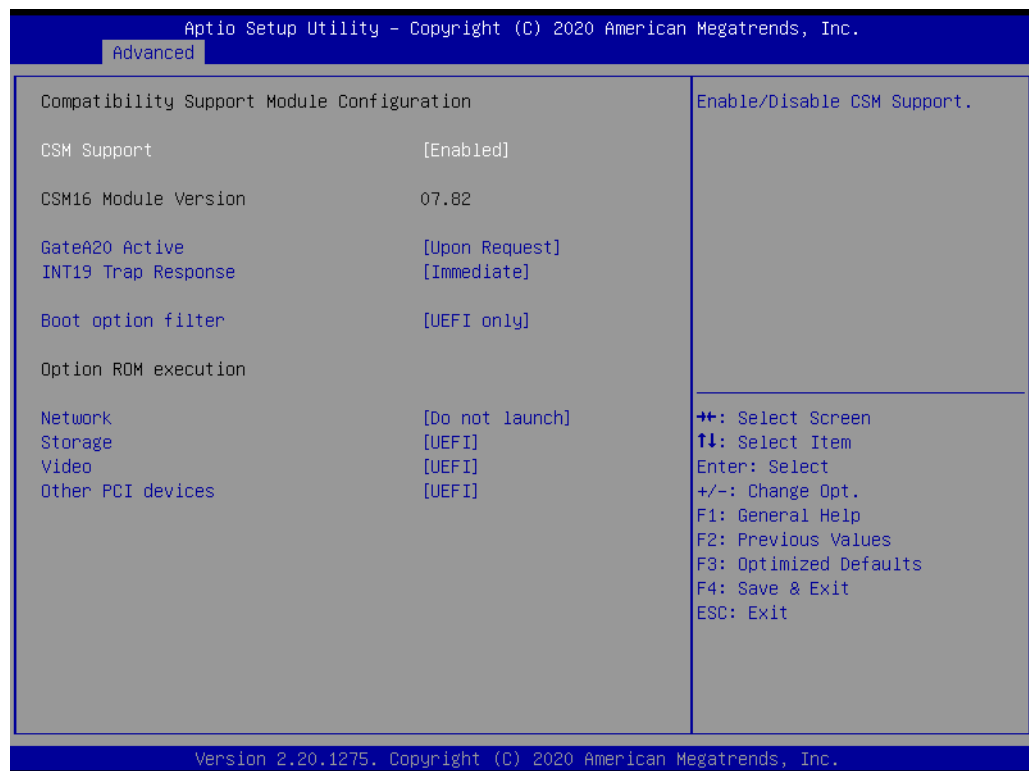 Aptio Setup Utility – Copyright (C) 2020 American Megatrends, Inc.
Advanced
Compatibility Support Module Configuration
CSM Support [Enabled]
CSM16 Module Version 07.82
GateA20 Active [Upon Request]
INT19 Trap Response [Immediate]
Boot option filter [UEFI only]
Option ROM execution
Network [Do not launch]
Storage [UEFI]
Video [UEFI]
Other PCI devices [UEFI]
Enable/Disable CSM Support.
→←: Select Screen
↑↓: Select Item
Enter: Select
+/-: Change Opt.
F1: General Help
F2: Previous Values
F3: Optimized Defaults
F4: Save & Exit
ESC: Exit
Version 2.20.1275. Copyright (C) 2020 American Megatrends, Inc.